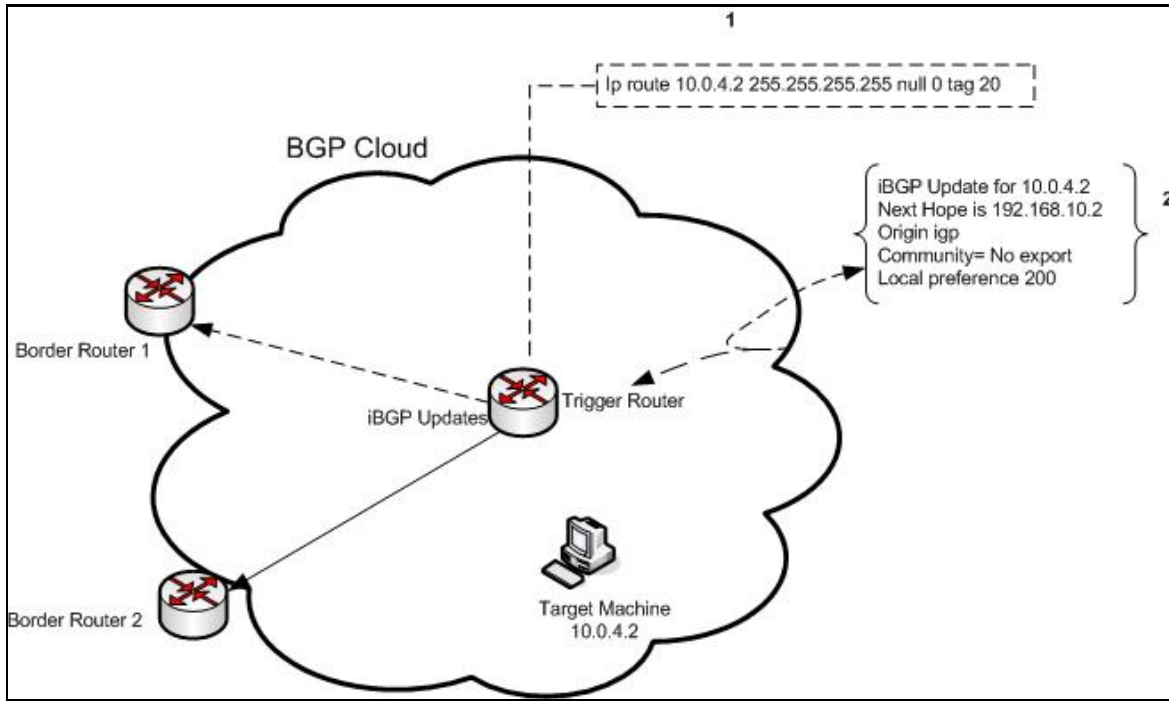 1
Ip route 10.0.4.2 255.255.255.255 null 0 tag 20
BGP Cloud
iBGP Update for 10.0.4.2
Next Hope is 192.168.10.2
Origin igp
Community= No export
Local preference 200
2
Border Router 1
Trigger Router
iBGP Updates
Target Machine
10.0.4.2
Border Router 2